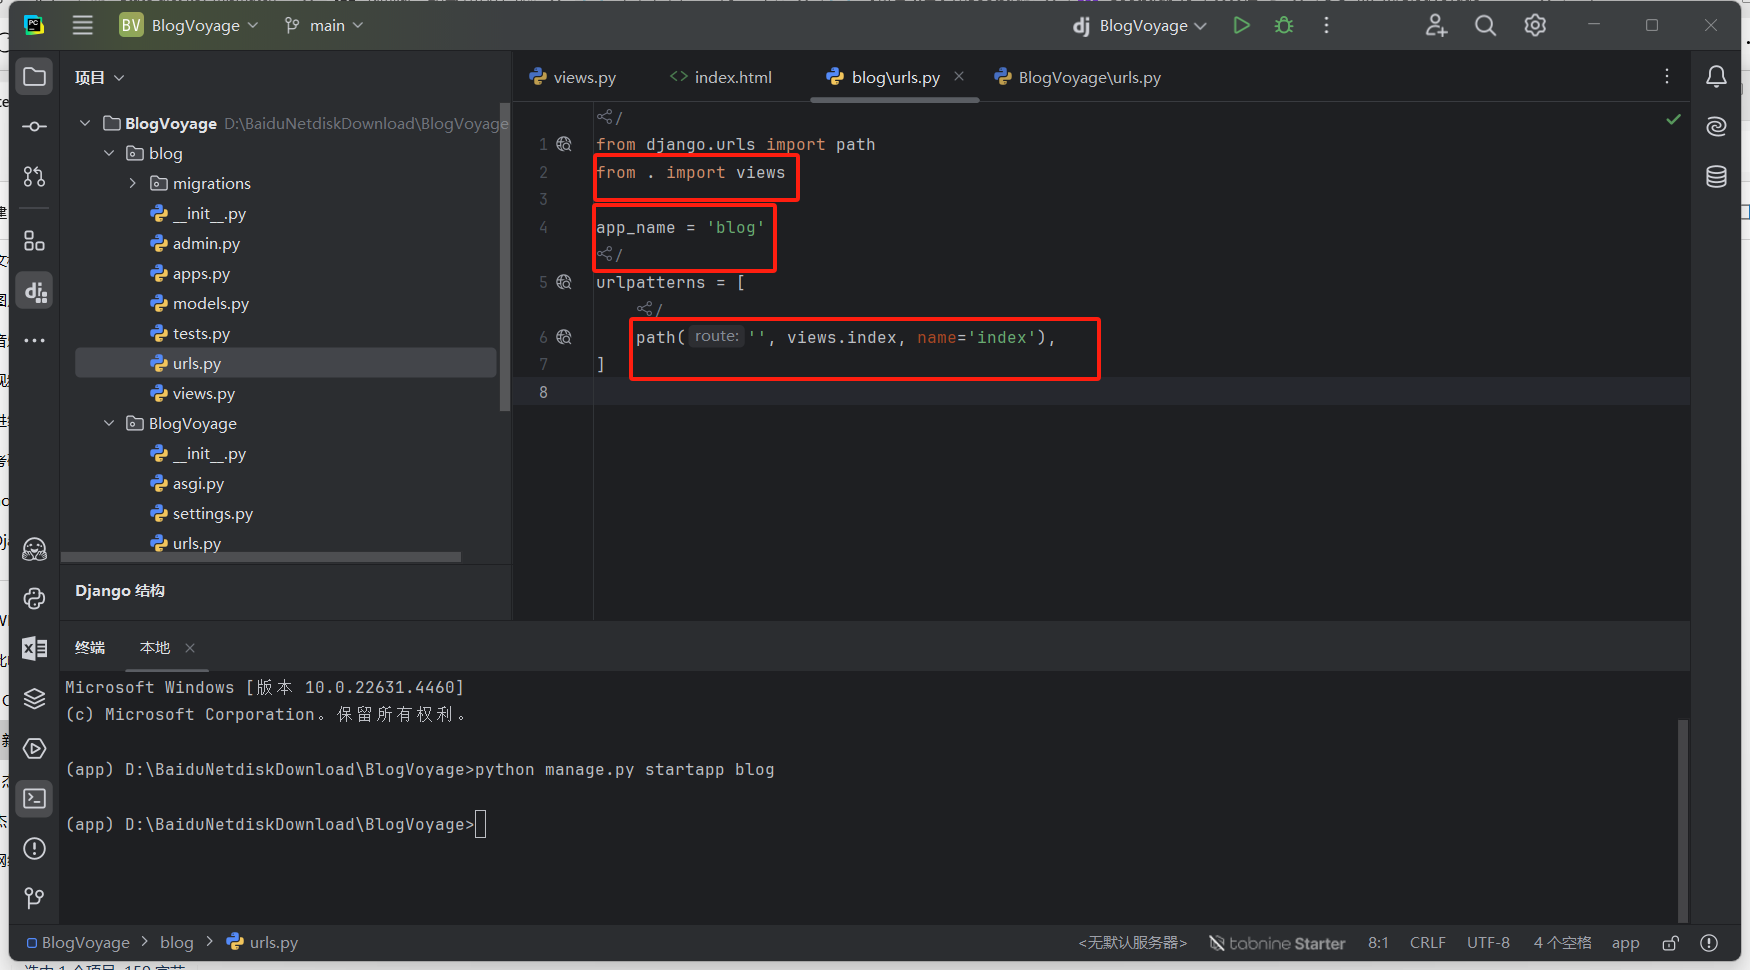 BV BlogVoyage main dj BlogVoyage
项目
views.py index.html blog\urls.py BlogVoyage\urls.py
BlogVoyage D:\BaiduNetdiskDownload\BlogVoyage
blog
migrations
__init__.py
admin.py
apps.py
models.py
tests.py
urls.py
views.py
BlogVoyage
__init__.py
asgi.py
settings.py
urls.py
Django 结构
/
1 from django.urls import path
2 from . import views
3
4 app_name = 'blog'
/
5 urlpatterns = [
/
6 path( route: '', views.index, name='index'),
7 ]
8
终端 本地
Microsoft Windows [版本 10.0.22631.4460]
(c) Microsoft Corporation。保留所有权利。
(app) D:\BaiduNetdiskDownload\BlogVoyage>python manage.py startapp blog
(app) D:\BaiduNetdiskDownload\BlogVoyage>
BlogVoyage > blog > urls.py <无默认服务器> tabnine Starter 8:1 CRLF UTF-8 4 个空格 app